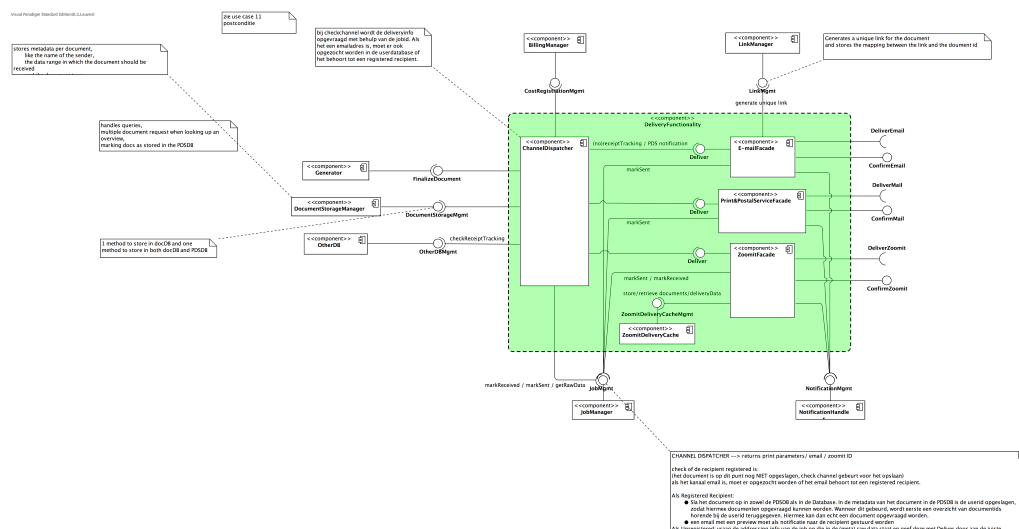 Visual Paradigm Standard Edition(K.U.Leuven)
zie use case 11
postconditie
stores metadata per document,
like the name of the sender,
the data range in which the document should be
received
bij checkchannel wordt de deliveryinfo
opgevraagd met behulp van de jobid. Als
het een emailadres is, moet er ook
opgezocht worden in de userdatabase of
het behoort tot een registered recipient.
<<component>>
BillingManager
CostRegistrationMgmt
<<component>>
LinkManager
LinkMgmt
generate unique link
Generates a unique link for the document
and stores the mapping between the link and the doument id
handles queries,
multiple document request when looking up an
overview,
marking docs as stored in the PDSDB
<<component>>
DeliveryFunctionality
<<component>>
ChannelDispatcher
(no)receiptTracking / PDS notification
Deliver
markSent
<<component>>
E-mailFacade
DeliverEmail
ConfirmEmail
<<component>>
Generator
FinalizeDocument
<<component>>
DocumentStorageManager
DocumentStorageMgmt
<<component>>
OtherDB
checkReceiptTracking
OtherDBMgmt
1 method to store in docDB and one
method to store in both docDB and PDSDB
Deliver
markSent
<<component>>
Print&PostalServiceFacade
DeliverMail
ConfirmMail
Deliver
<<component>>
ZoomitFacade
DeliverZoomit
ConfirmZoomit
markSent / markReceived
store/retrieve documents/deliveryData
ZoomitDeliveryCacheMgmt
<<component>>
ZoomitDeliveryCache
markReceived / markSent / getRawData
JobMgmt
<<component>>
JobManager
NotificationMgmt
<<component>>
NotificationHandle
r
CHANNEL DISPATCHER ---> returns print parameters/ email / zoomit ID
check of de recipient registered is:
(het document is op dit punt nog NIET opgeslagen, check channel gebeurt voor het opslaan)
als het kanaal email is, moet er opgezocht worden of het email behoort tot een registered recipient.
Als Registered Recipient:
● Sla het document op in zowel de PDSDB als in de Database. In de metadata van het document in de PDSDB is de userid opgeslagen,
zodat hiermee documenten opgevraagd kunnen worden. Wanneer dit gebeurd, wordt eerste een overzicht van documentids
horende bij de userid teruggegeven. Hiermee kan dan echt een document opgevraagd worden.
● een email met een preview moet als notificatie naar de recipient gestuurd worden